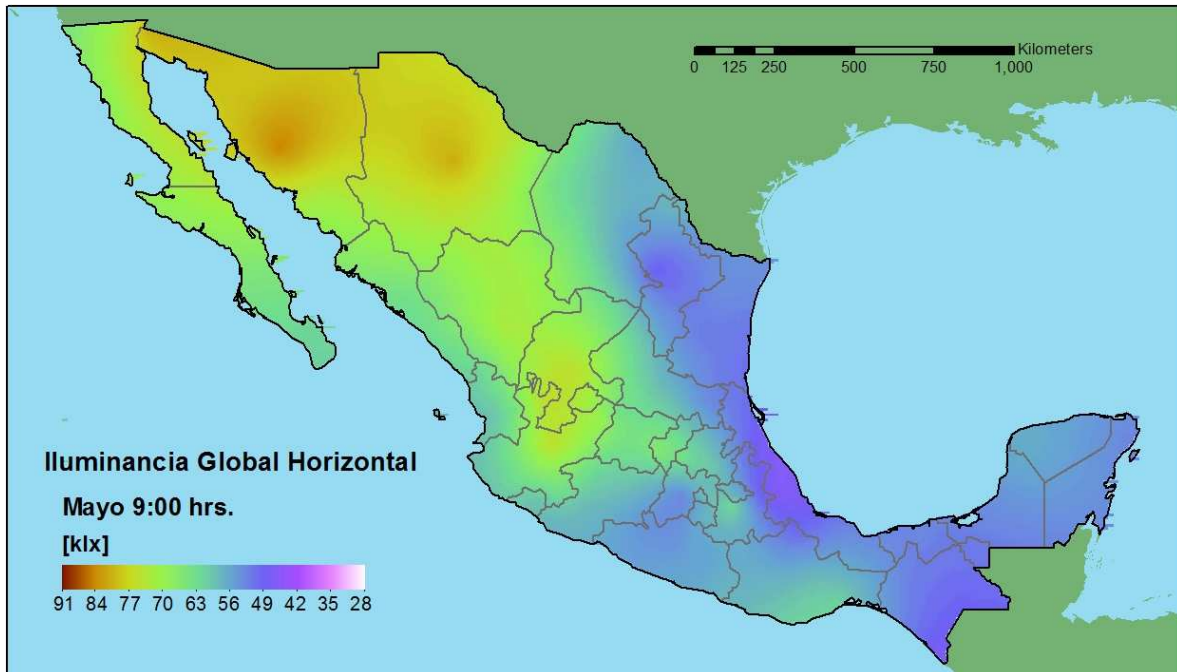 Kilometers
0 125 250 500 750 1,000
Iluminancia Global Horizontal
Mayo 9:00 hrs.
[klx]
91 84 77 70 63 56 49 42 35 28